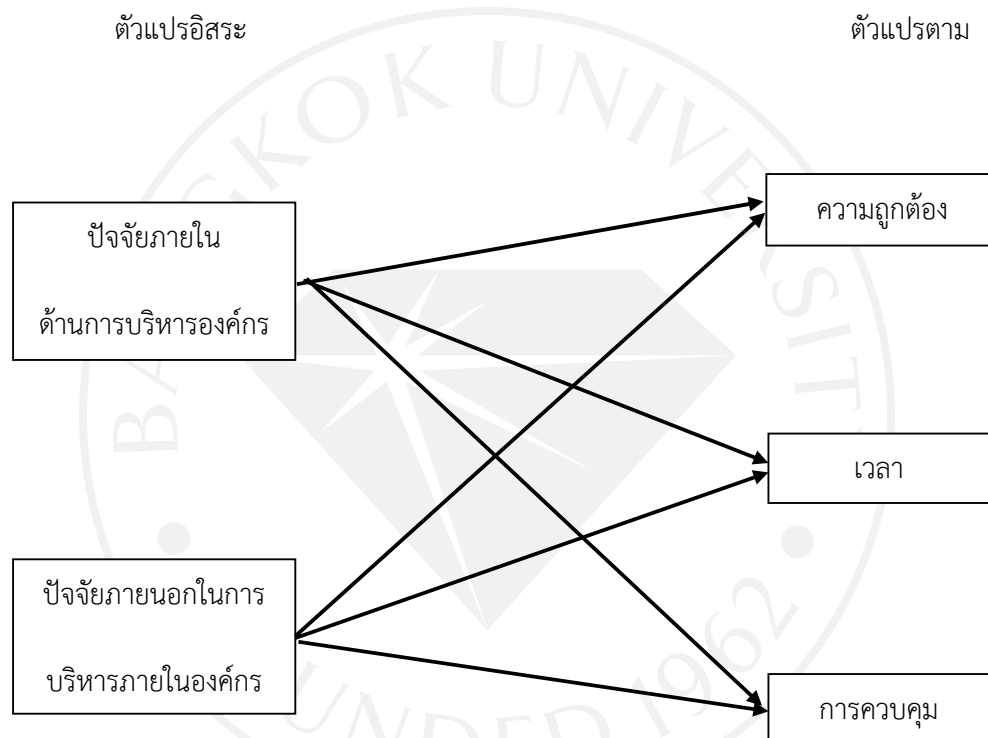 ตัวแปรอิสระ
ตัวแปรตาม
ปัจจัยภายใน
ด้านการบริหารองค์กร
ความถูกต้อง
เวลา
ปัจจัยภายนอกในการ
บริหารภายในองค์กร
การควบคุม
BANGKOK UNIVERSITY
UNDED 1962